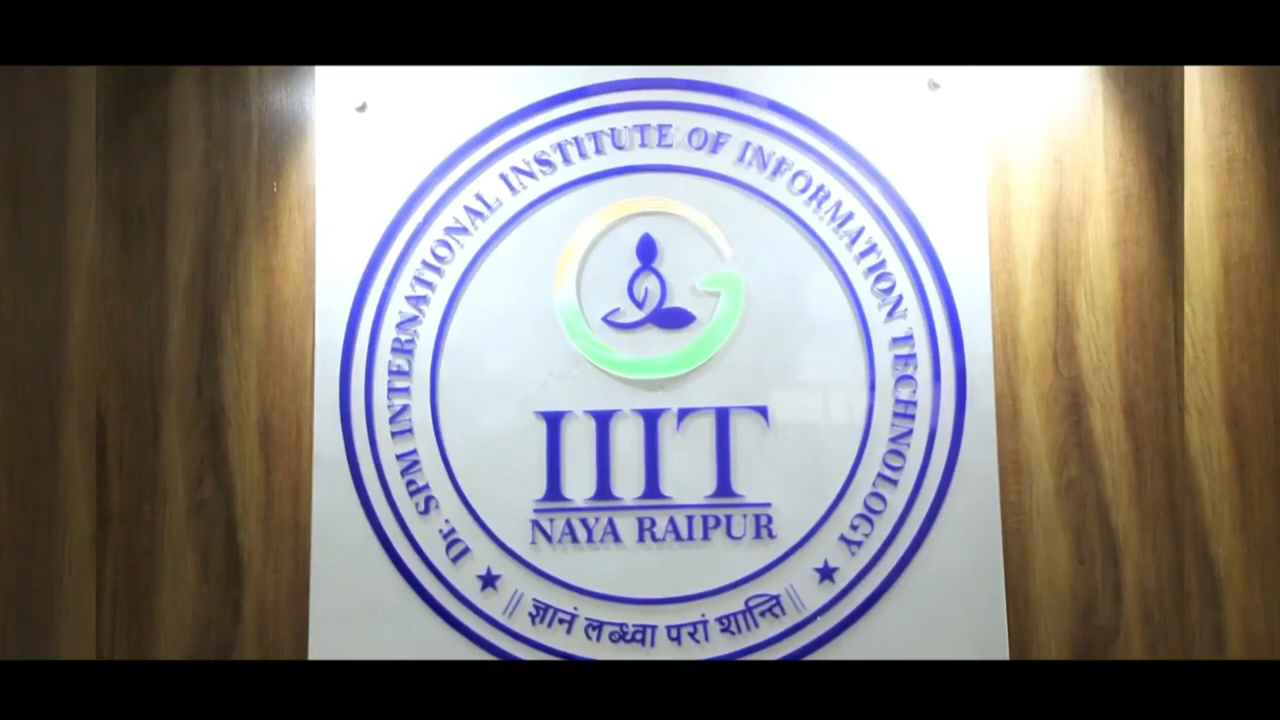 Dr. SPM INTERNATIONAL INSTITUTE OF INFORMATION TECHNOLOGY
IIIT
NAYA RAIPUR
★ || ज्ञानं लब्ध्वा परां शान्ति || ★